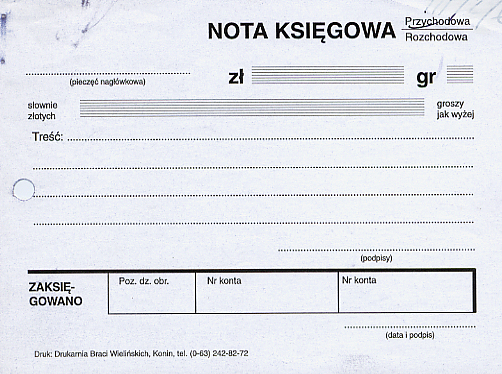 NOTA KSIĘGOWA Przychodowa
Rozchodowa
(pieczęć nagłówkowa)
zł gr
słownie
złotych
groszy
jak wyżej
Treść:
(podpisy)
ZAKSIĘ-
GOWANO
Poz. dz. obr. Nr konta Nr konta
(data i podpis)
Druk: Drukarnia Braci Wielińskich, Konin, tel. (0-63) 242-82-72